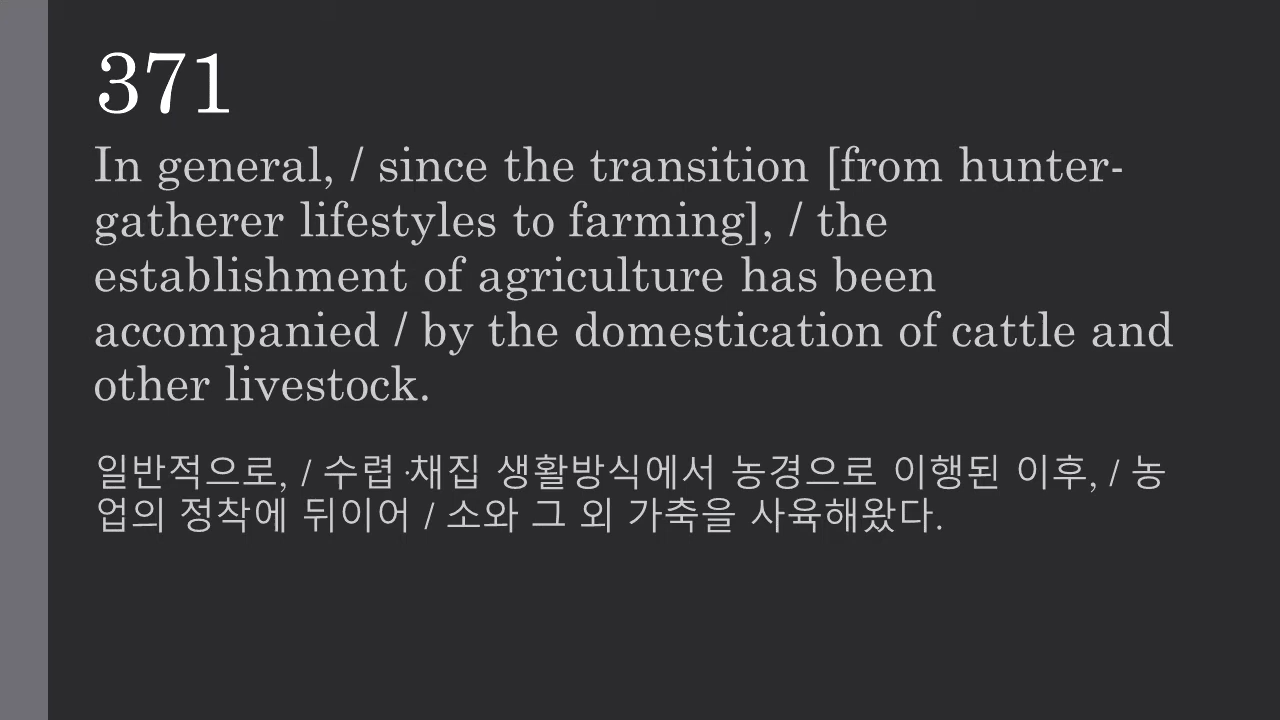 371
In general, / since the transition [from hunter-
gatherer lifestyles to farming], / the
establishment of agriculture has been
accompanied / by the domestication of cattle and
other livestock.
일반적으로, / 수렵·채집 생활방식에서 농경으로 이행된 이후, / 농
업의 정착에 뒤이어 / 소와 그 외 가축을 사육해왔다.